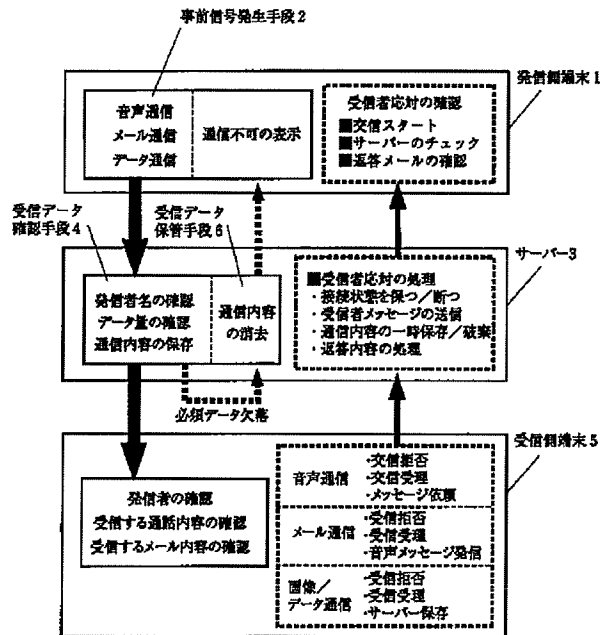 事前信号発生手段2
発信側端末1
音声通信
メール通信
データ通信
通信不可の表示
受信者応対の確認
■交信スタート
■サーバーのチェック
■返答メールの確認
受信データ
確認手段4
受信データ
保管手段6
サーバー3
発信者名の確認
データ量の確認
通信内容の保存
通信内容
の消去
■受信者応対の処理
・接続状態を保つ/断つ
・受信者メッセージの送信
・通信内容の一時保存/破棄
・返答内容の処理
必須データ欠落
受信側端末5
発信者の確認
受信する通話内容の確認
受信するメール内容の確認
音声通信
・交信拒否
・交信受理
・メッセージ依頼
メール通信
・受信拒否
・受信受理
・音声メッセージ発信
画像/
データ通信
・受信拒否
・受信受理
・サーバー保存